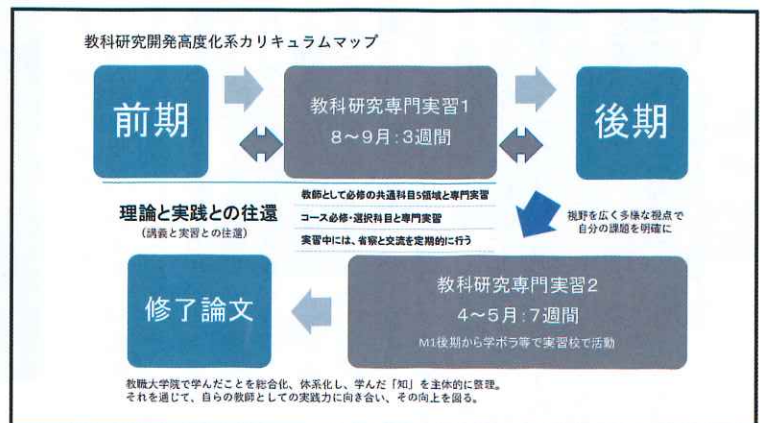 教科研究開発高度化系カリキュラムマップ
前期
教科研究専門実習1
8～9月:3週間
後期
理論と実践との往還
(講義と実習との往還)
教師として必修の共通科目5領域と専門実習
コース必修・選択科目と専門実習
実習中には、省察と交流を定期的に行う
視野を広く多様な視点で
自分の課題を明確に
修了論文
教科研究専門実習2
4～5月:7週間
M1後期から学ボラ等で実習校で活動
教職大学院で学んだことを総合化、体系化し、学んだ「知」を主体的に整理。
それを通じて、自らの教師としての実践力に向き合い、その向上を図る。